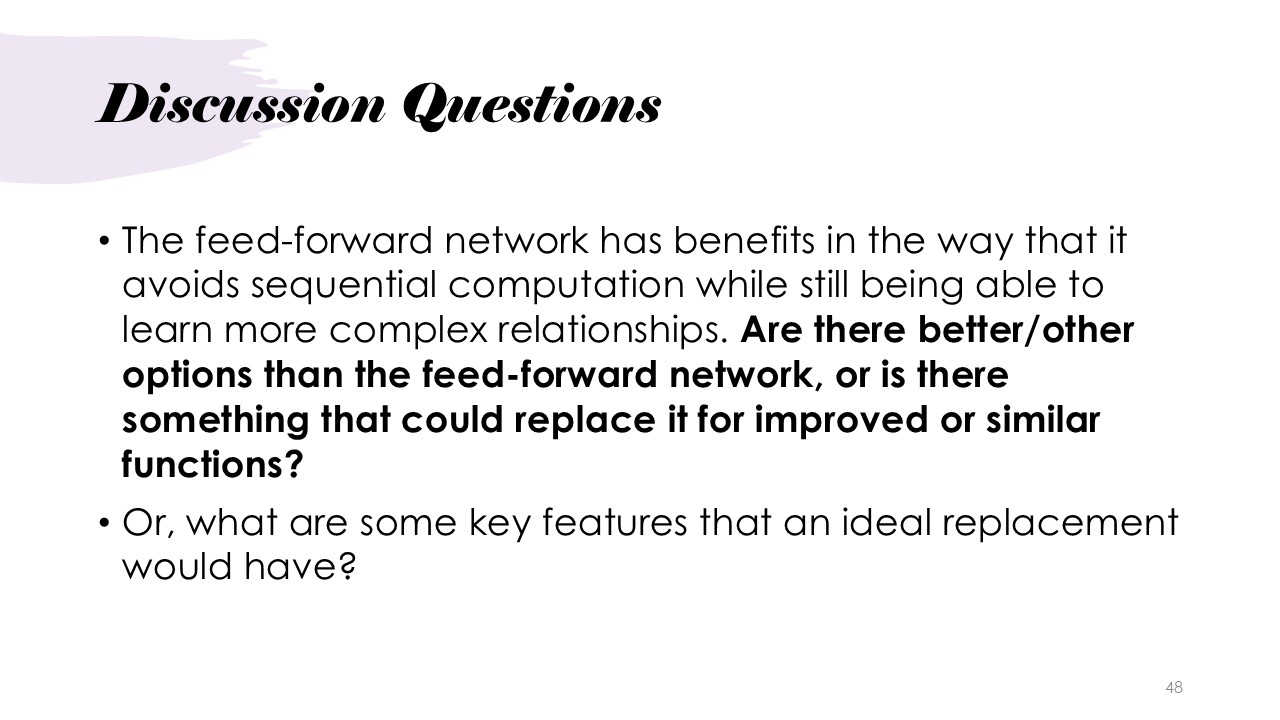 Discussion Questions
• The feed-forward network has benefits in the way that it
avoids sequential computation while still being able to
learn more complex relationships. Are there better/other
options than the feed-forward network, or is there
something that could replace it for improved or similar
functions?
• Or, what are some key features that an ideal replacement
would have?
48